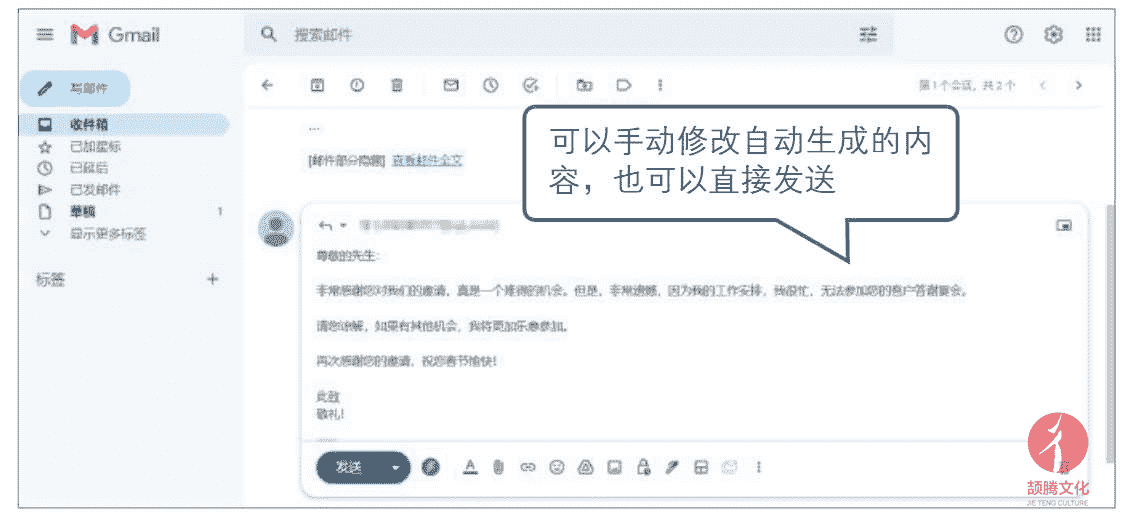 Gmail
搜索邮件
写邮件
第1个会话，共2个
收件箱
已加星标
已延后
已发邮件
草稿 1
显示更多标签
标签
...
[邮件部分隐藏] 查看邮件全文
可以手动修改自动生成的内
容，也可以直接发送
尊敬的先生：
非常感谢您对我们的邀请，真是一个难得的机会。但是，非常遗憾，因为我的工作安排，我很忙，无法参加您的客户答谢宴会。
请您谅解，如果有其他机会，我将更加乐意参加。
再次感谢您的邀请，祝您春节愉快！
此致
敬礼！
发送
颉腾文化
JIE TENG CULTURE